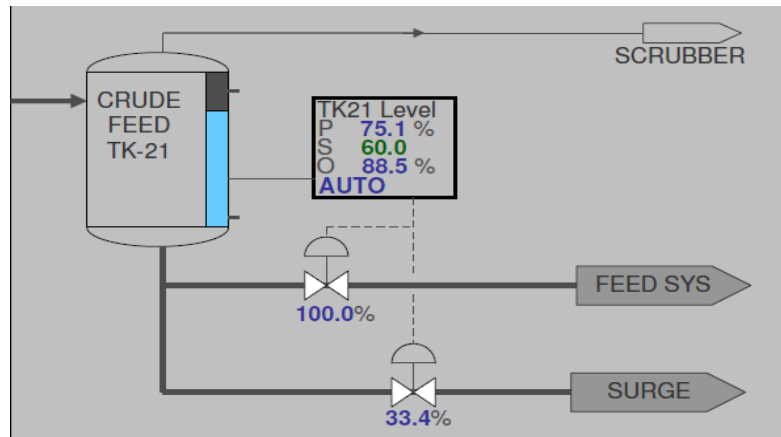 SCRUBBER
CRUDE
FEED
TK-21
TK21 Level
P 75.1 %
S 60.0
O 88.5 %
AUTO
FEED SYS
100.0%
SURGE
33.4%